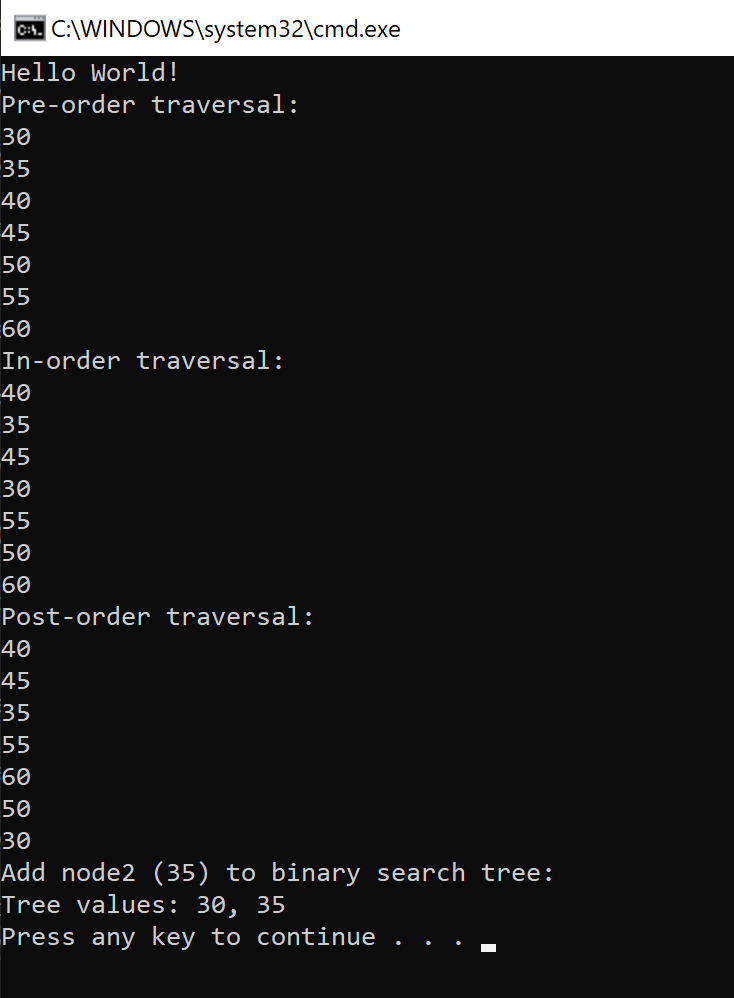 C:\WINDOWS\system32\cmd.exe
Hello World!
Pre-order traversal:
30
35
40
45
50
55
60
In-order traversal:
40
35
45
30
55
50
60
Post-order traversal:
40
45
35
55
60
50
30
Add node2 (35) to binary search tree:
Tree values: 30, 35
Press any key to continue . . .